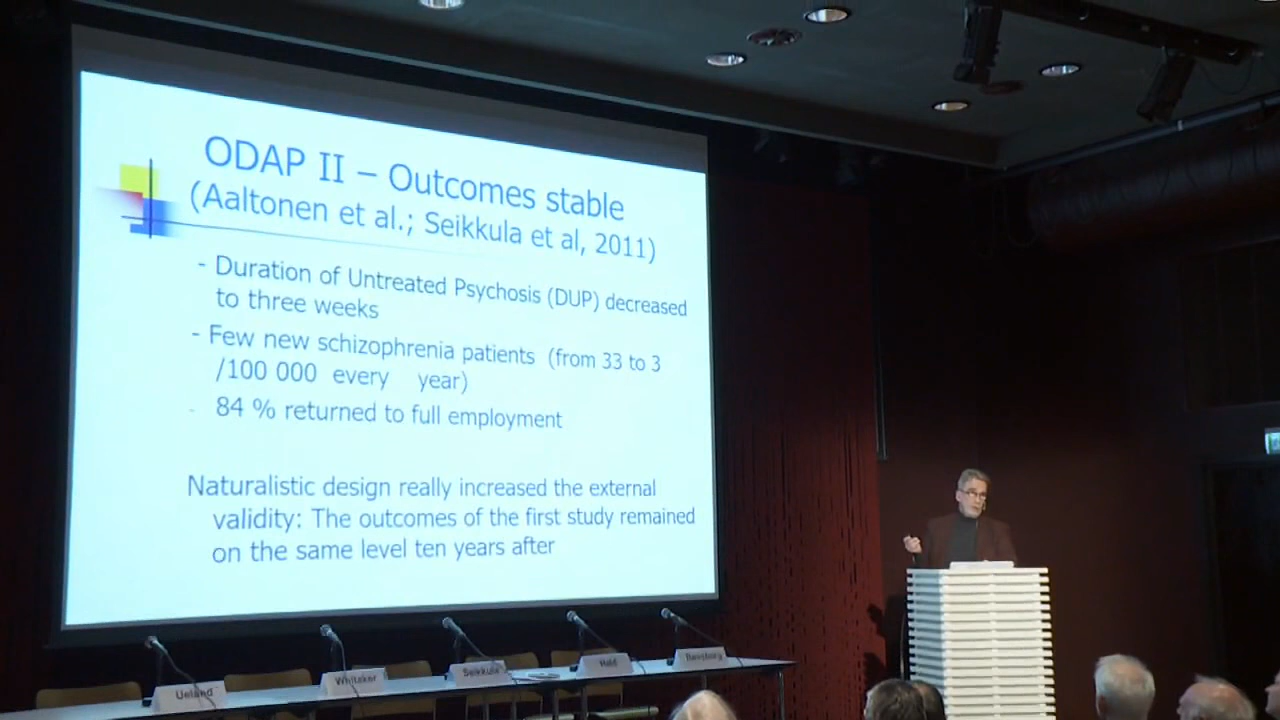 ODAP II – Outcomes stable
(Aaltonen et al.; Seikkula et al, 2011)
- Duration of Untreated Psychosis (DUP) decreased
to three weeks
- Few new schizophrenia patients (from 33 to 3
/100 000 every year)
- 84 % returned to full employment
Naturalistic design really increased the external
validity: The outcomes of the first study remained
on the same level ten years after
Ueland
Whitaker
Seikkula
Hald